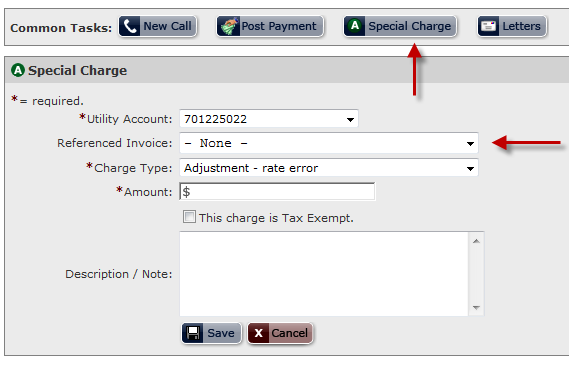 Common Tasks: New Call Post Payment A Special Charge Letters
A Special Charge
*= required.
*Utility Account: 701225022
Referenced Invoice: – None –
*Charge Type: Adjustment - rate error
*Amount: $
This charge is Tax Exempt.
Description / Note:
Save X Cancel